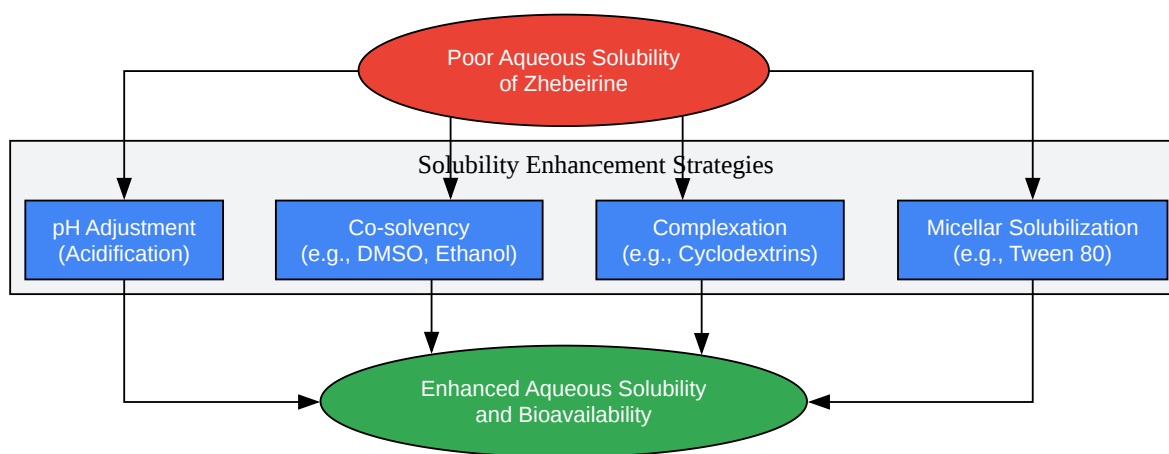 Poor Aqueous Solubility
of Zhebeirine
Solubility Enhancement Strategies
pH Adjustment
(Acidification)
Co-solvency
(e.g., DMSO, Ethanol)
Complexation
(e.g., Cyclodextrins)
Micellar Solubilization
(e.g., Tween 80)
Enhanced Aqueous Solubility
and Bioavailability